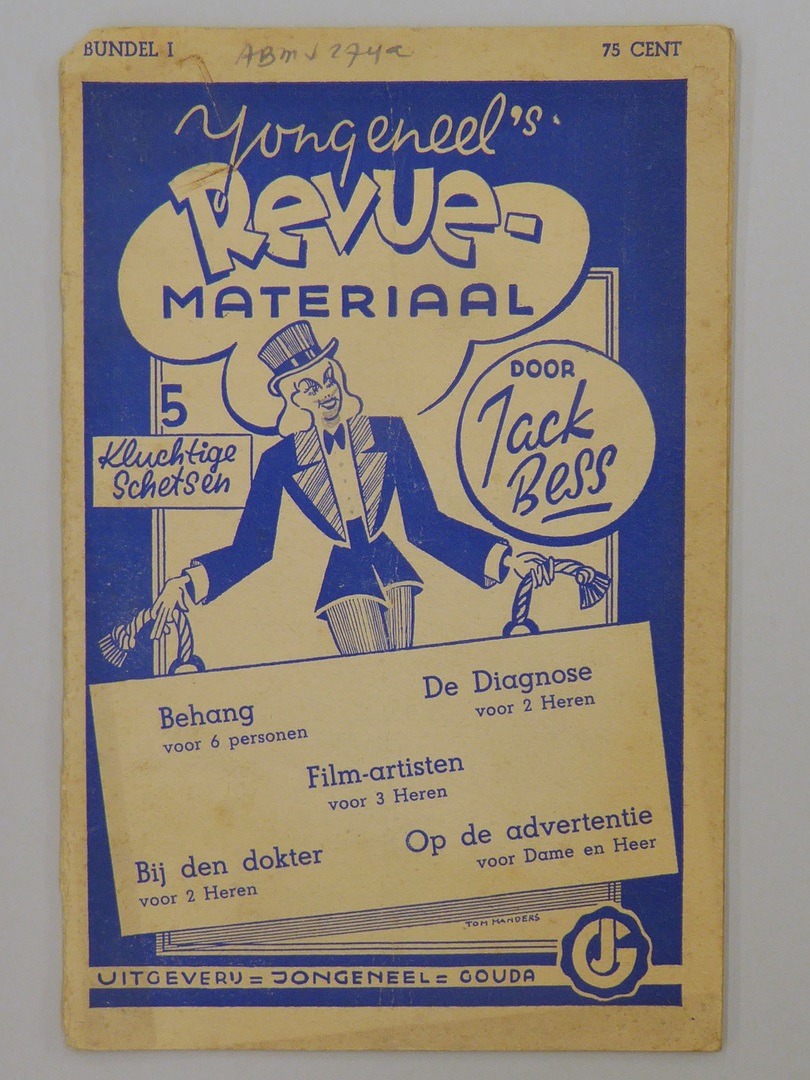 BUNDEL I
75 CENT
Jongeneel's
Revue-
MATERIAAL
5
Kluchtige
Schetsen
DOOR
Jack
Bess
Behang
voor 6 personen
De Diagnose
voor 2 Heren
Film-artisten
voor 3 Heren
Bij den dokter
voor 2 Heren
Op de advertentie
voor Dame en Heer
TOM MANDERS
UITGEVERIJ = JONGENEEL = GOUDA
JG